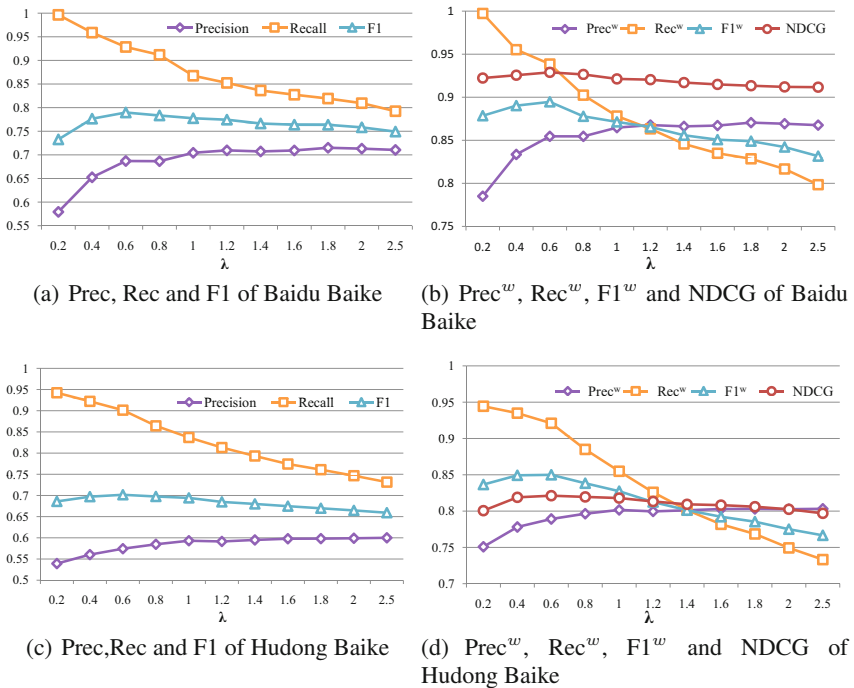 Precision Recall F1
1
0.95
0.9
0.85
0.8
0.75
0.7
0.65
0.6
0.55
0.2 0.4 0.6 0.8 1 1.2 1.4 1.6 1.8 2 2.5
λ
(a) Prec, Rec and F1 of Baidu Baike
Prec^w Rec^w F1^w NDCG
1
0.95
0.9
0.85
0.8
0.75
0.2 0.4 0.6 0.8 1 1.2 1.4 1.6 1.8 2 2.5
λ
(b) Prec^w, Rec^w, F1^w and NDCG of Baidu
Baike
Precision Recall F1
1
0.95
0.9
0.85
0.8
0.75
0.7
0.65
0.6
0.55
0.5
0.2 0.4 0.6 0.8 1 1.2 1.4 1.6 1.8 2 2.5
λ
(c) Prec,Rec and F1 of Hudong Baike
Prec^w Rec^w F1^w NDCG
1
0.95
0.9
0.85
0.8
0.75
0.7
0.2 0.4 0.6 0.8 1 1.2 1.4 1.6 1.8 2 2.5
λ
(d) Prec^w, Rec^w, F1^w and NDCG of
Hudong Baike